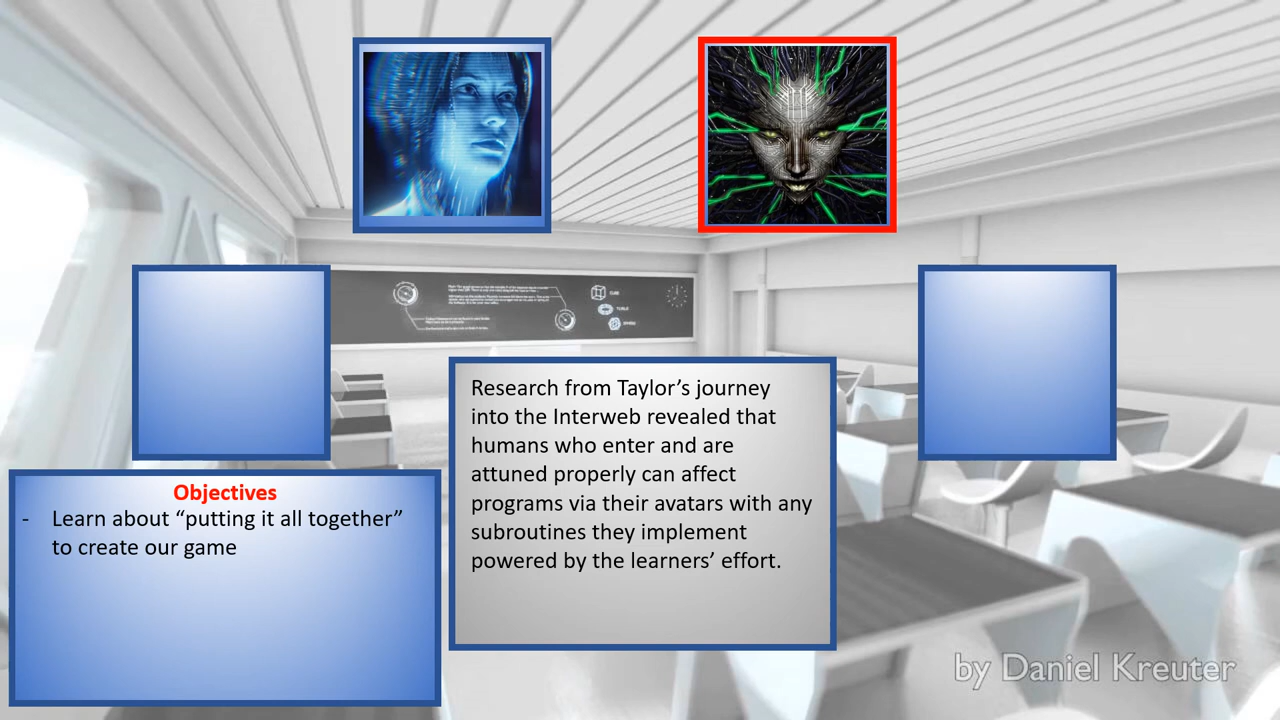 CUBE
TORUS
SPHERE
Research from Taylor’s journey
into the Interweb revealed that
humans who enter and are
attuned properly can affect
programs via their avatars with any
subroutines they implement
powered by the learners’ effort.
Objectives
- Learn about “putting it all together”
to create our game
by Daniel Kreuter